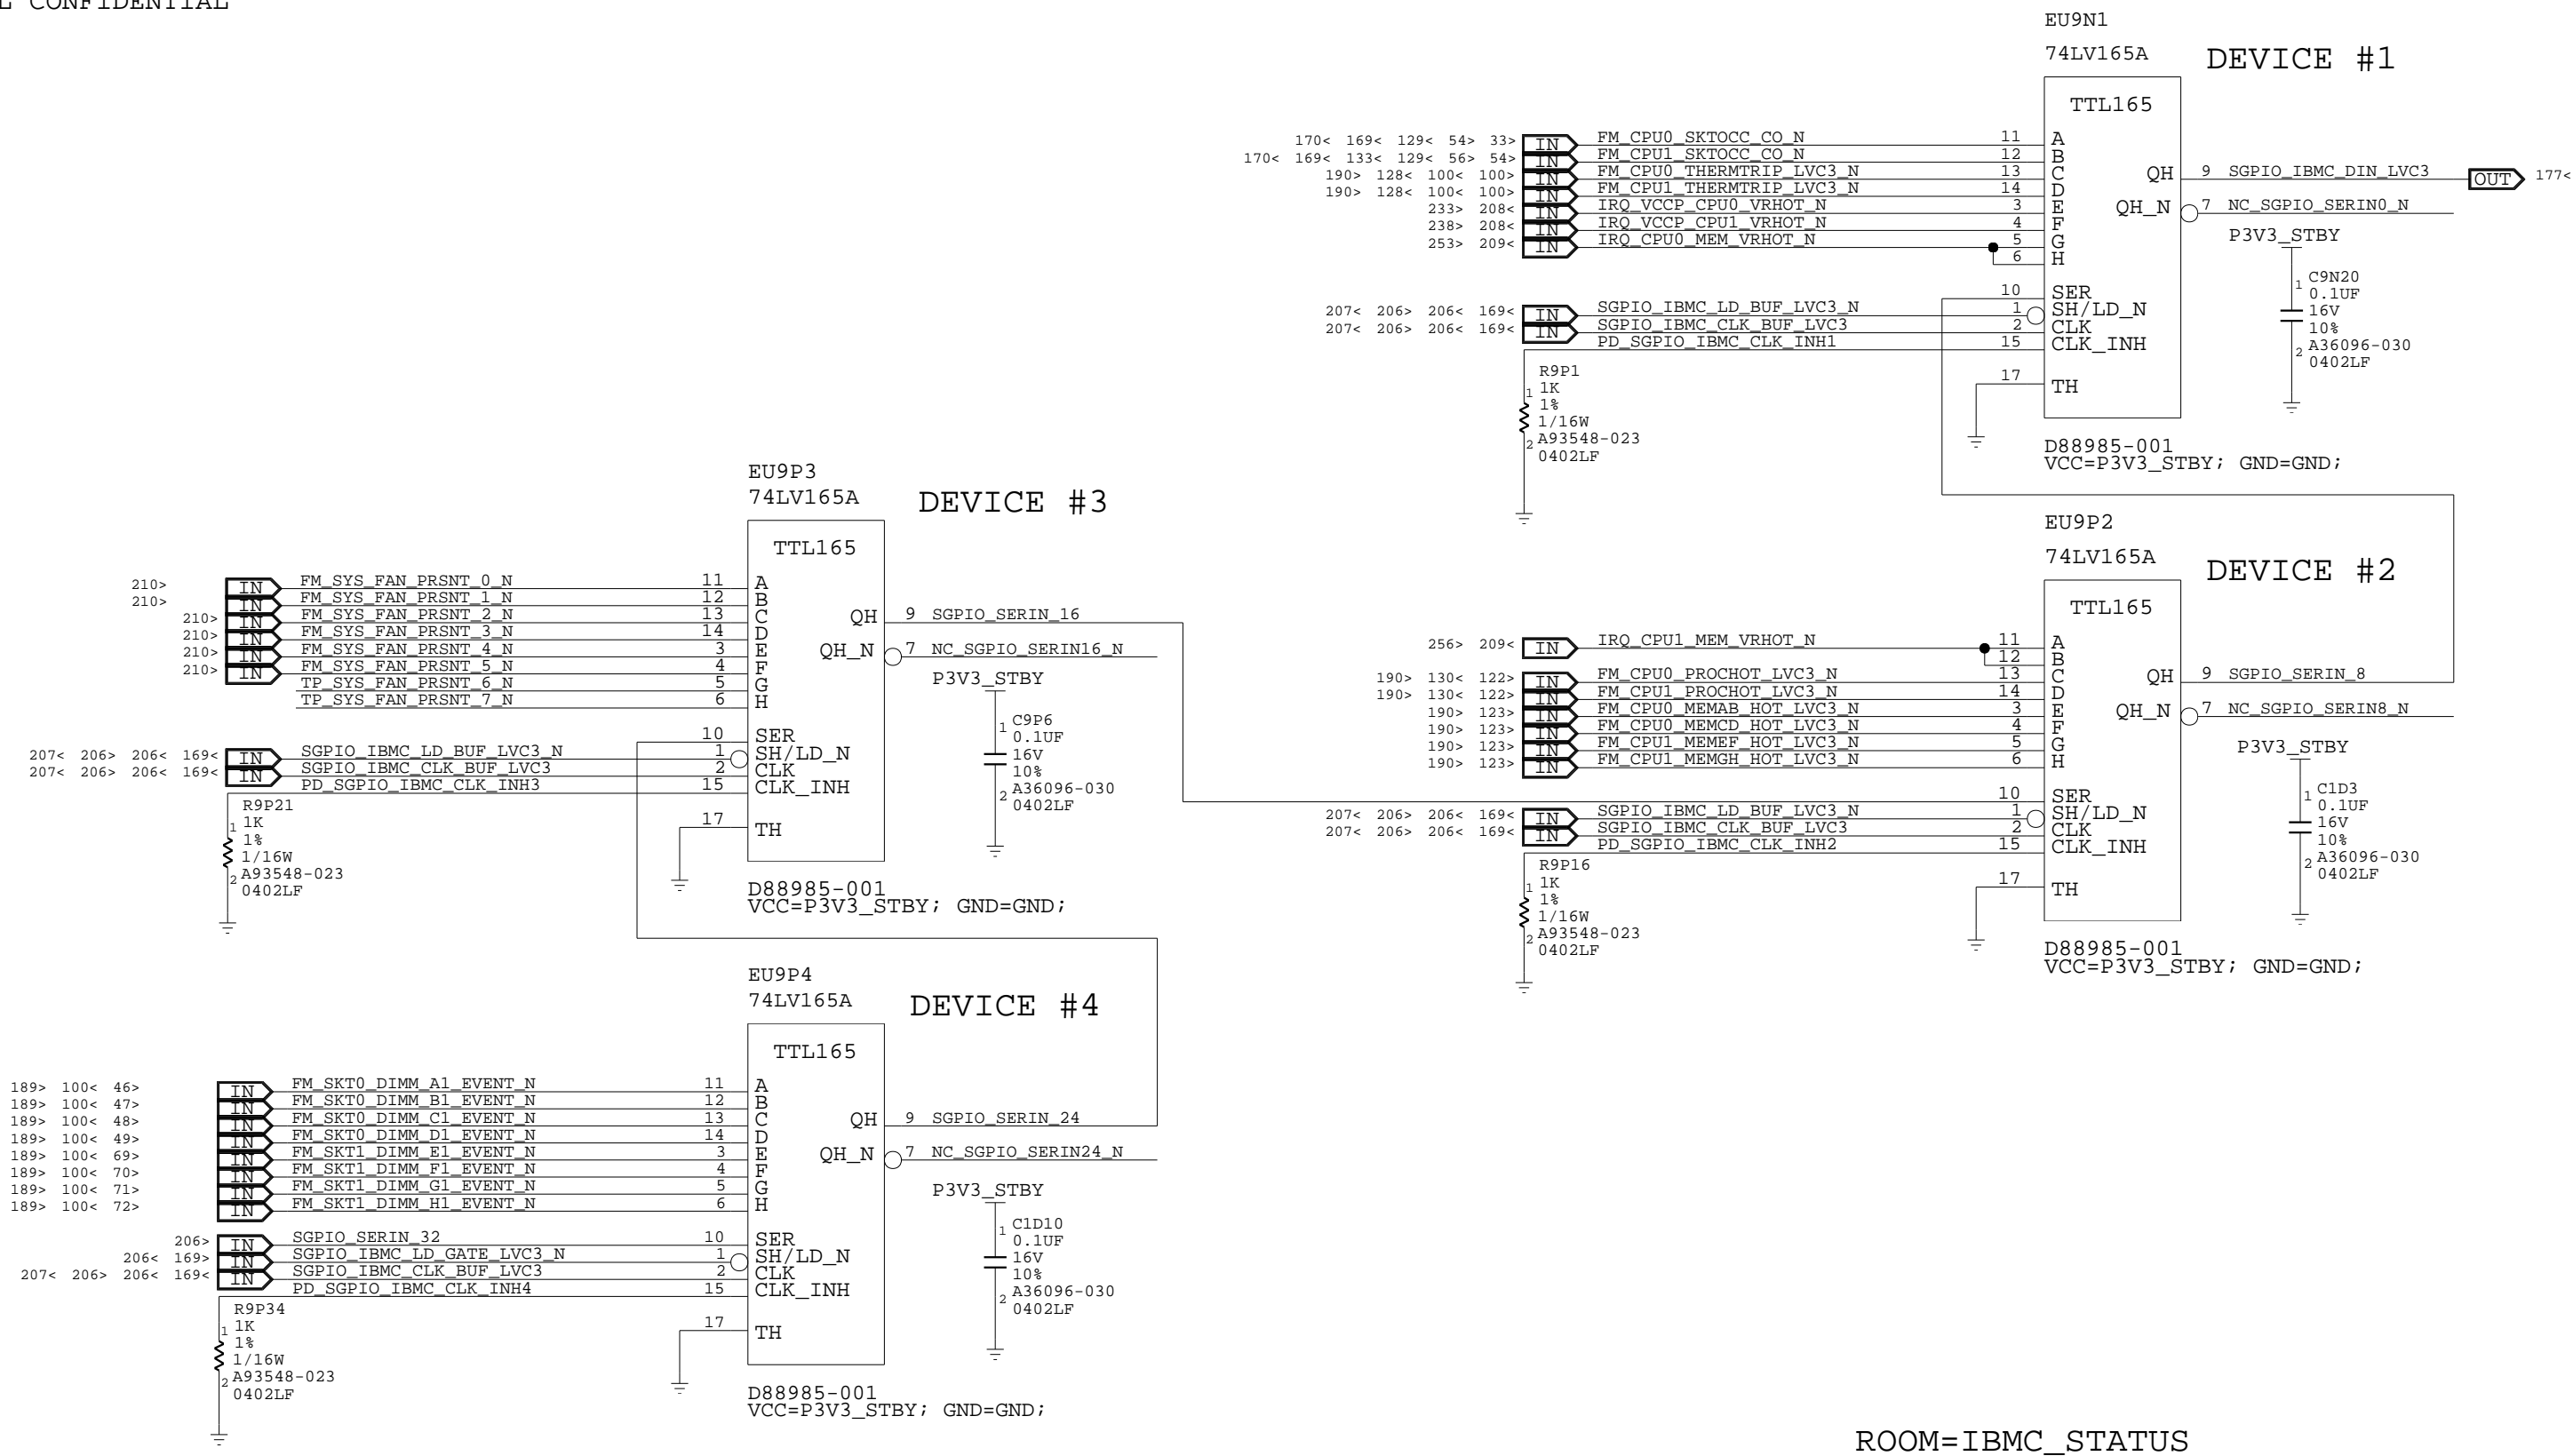 CONFIDENTIAL
EU9N1
74LV165A
DEVICE #1
TTL165
170< 169< 129< 54> 33> IN FM_CPU0_SKTOCC_CO_N 11 A
170< 169< 133< 129< 56> 54> IN FM_CPU1_SKTOCC_CO_N 12 B
190> 128< 100< 100> IN FM_CPU0_THERMTRIP_LVC3_N 13 C
QH 9 SGPIO_IBMC_DIN_LVC3 OUT 177<
190> 128< 100< 100> IN FM_CPU1_THERMTRIP_LVC3_N 14 D
233> 208< IN IRQ_VCCP_CPU0_VRHOT_N 3 E
QH_N 7 NC_SGPIO_SERIN0_N
238> 208< IN IRQ_VCCP_CPU1_VRHOT_N 4 F
253> 209< IN IRQ_CPU0_MEM_VRHOT_N 5 G
6 H
P3V3_STBY
10 SER
207< 206> 206< 169< IN SGPIO_IBMC_LD_BUF_LVC3_N 1 SH/LD_N
207< 206> 206< 169< IN SGPIO_IBMC_CLK_BUF_LVC3 2 CLK
PD_SGPIO_IBMC_CLK_INH1 15 CLK_INH
17 TH
1 C9N20
0.1UF
16V
10%
2 A36096-030
0402LF
R9P1
1 1K
1%
1/16W
2 A93548-023
0402LF
D88985-001
VCC=P3V3_STBY; GND=GND;
EU9P3
74LV165A
DEVICE #3
TTL165
210> IN FM_SYS_FAN_PRSNT_0_N 11 A
210> IN FM_SYS_FAN_PRSNT_1_N 12 B
210> IN FM_SYS_FAN_PRSNT_2_N 13 C
QH 9 SGPIO_SERIN_16
210> IN FM_SYS_FAN_PRSNT_3_N 14 D
210> IN FM_SYS_FAN_PRSNT_4_N 3 E
QH_N 7 NC_SGPIO_SERIN16_N
210> IN FM_SYS_FAN_PRSNT_5_N 4 F
TP_SYS_FAN_PRSNT_6_N 5 G
TP_SYS_FAN_PRSNT_7_N 6 H
P3V3_STBY
10 SER
207< 206> 206< 169< IN SGPIO_IBMC_LD_BUF_LVC3_N 1 SH/LD_N
207< 206> 206< 169< IN SGPIO_IBMC_CLK_BUF_LVC3 2 CLK
PD_SGPIO_IBMC_CLK_INH3 15 CLK_INH
17 TH
1 C9P6
0.1UF
16V
10%
2 A36096-030
0402LF
R9P21
1 1K
1%
1/16W
2 A93548-023
0402LF
D88985-001
VCC=P3V3_STBY; GND=GND;
EU9P2
74LV165A
DEVICE #2
TTL165
256> 209< IN IRQ_CPU1_MEM_VRHOT_N 11 A
12 B
190> 130< 122> IN FM_CPU0_PROCHOT_LVC3_N 13 C
QH 9 SGPIO_SERIN_8
190> 130< 122> IN FM_CPU1_PROCHOT_LVC3_N 14 D
190> 123> IN FM_CPU0_MEMAB_HOT_LVC3_N 3 E
QH_N 7 NC_SGPIO_SERIN8_N
190> 123> IN FM_CPU0_MEMCD_HOT_LVC3_N 4 F
190> 123> IN FM_CPU1_MEMEF_HOT_LVC3_N 5 G
190> 123> IN FM_CPU1_MEMGH_HOT_LVC3_N 6 H
P3V3_STBY
10 SER
207< 206> 206< 169< IN SGPIO_IBMC_LD_BUF_LVC3_N 1 SH/LD_N
207< 206> 206< 169< IN SGPIO_IBMC_CLK_BUF_LVC3 2 CLK
PD_SGPIO_IBMC_CLK_INH2 15 CLK_INH
17 TH
1 C1D3
0.1UF
16V
10%
2 A36096-030
0402LF
R9P16
1 1K
1%
1/16W
2 A93548-023
0402LF
D88985-001
VCC=P3V3_STBY; GND=GND;
EU9P4
74LV165A
DEVICE #4
TTL165
189> 100< 46> IN FM_SKT0_DIMM_A1_EVENT_N 11 A
189> 100< 47> IN FM_SKT0_DIMM_B1_EVENT_N 12 B
189> 100< 48> IN FM_SKT0_DIMM_C1_EVENT_N 13 C
QH 9 SGPIO_SERIN_24
189> 100< 49> IN FM_SKT0_DIMM_D1_EVENT_N 14 D
189> 100< 69> IN FM_SKT1_DIMM_E1_EVENT_N 3 E
QH_N 7 NC_SGPIO_SERIN24_N
189> 100< 70> IN FM_SKT1_DIMM_F1_EVENT_N 4 F
189> 100< 71> IN FM_SKT1_DIMM_G1_EVENT_N 5 G
189> 100< 72> IN FM_SKT1_DIMM_H1_EVENT_N 6 H
P3V3_STBY
206> IN SGPIO_SERIN_32 10 SER
206< 169> IN SGPIO_IBMC_LD_GATE_LVC3_N 1 SH/LD_N
207< 206> 206< 169< IN SGPIO_IBMC_CLK_BUF_LVC3 2 CLK
PD_SGPIO_IBMC_CLK_INH4 15 CLK_INH
17 TH
1 C1D10
0.1UF
16V
10%
2 A36096-030
0402LF
R9P34
1 1K
1%
1/16W
2 A93548-023
0402LF
D88985-001
VCC=P3V3_STBY; GND=GND;
ROOM=IBMC_STATUS